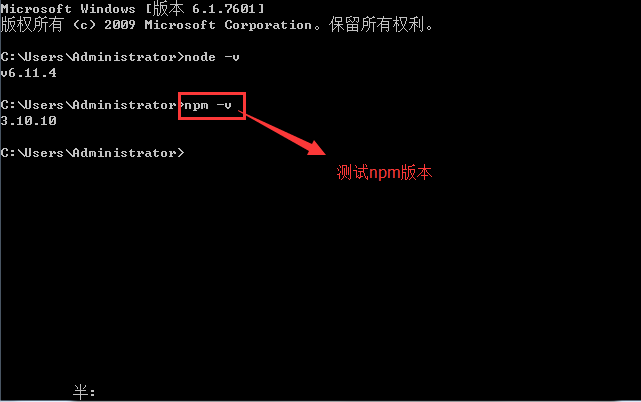 Microsoft Windows [版本 6.1.7601]
版权所有 (c) 2009 Microsoft Corporation。保留所有权利。
C:\Users\Administrator>node -v
v6.11.4
C:\Users\Administrator>npm -v
3.10.10
C:\Users\Administrator>
测试npm版本
半: